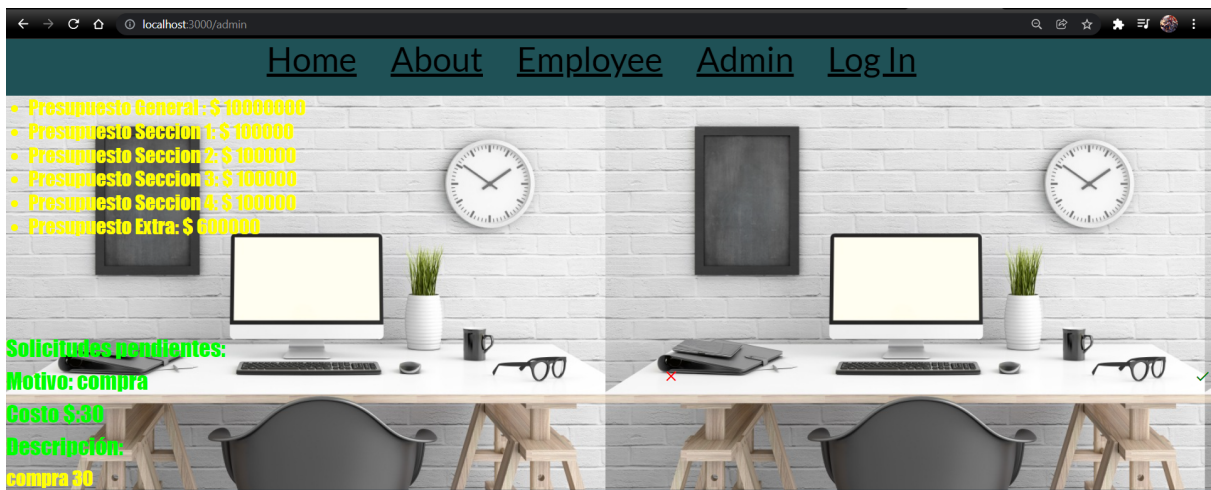 localhost:3000/admin
Home About Employee Admin Log In
Presupuesto General : $ 10000000
Presupuesto Seccion 1: $ 100000
Presupuesto Seccion 2: $ 100000
Presupuesto Seccion 3: $ 100000
Presupuesto Seccion 4: $ 100000
Presupuesto Extra: $ 600000
Solicitudes pendientes:
Motivo: compra
Costo $:30
Descripción:
compra 30